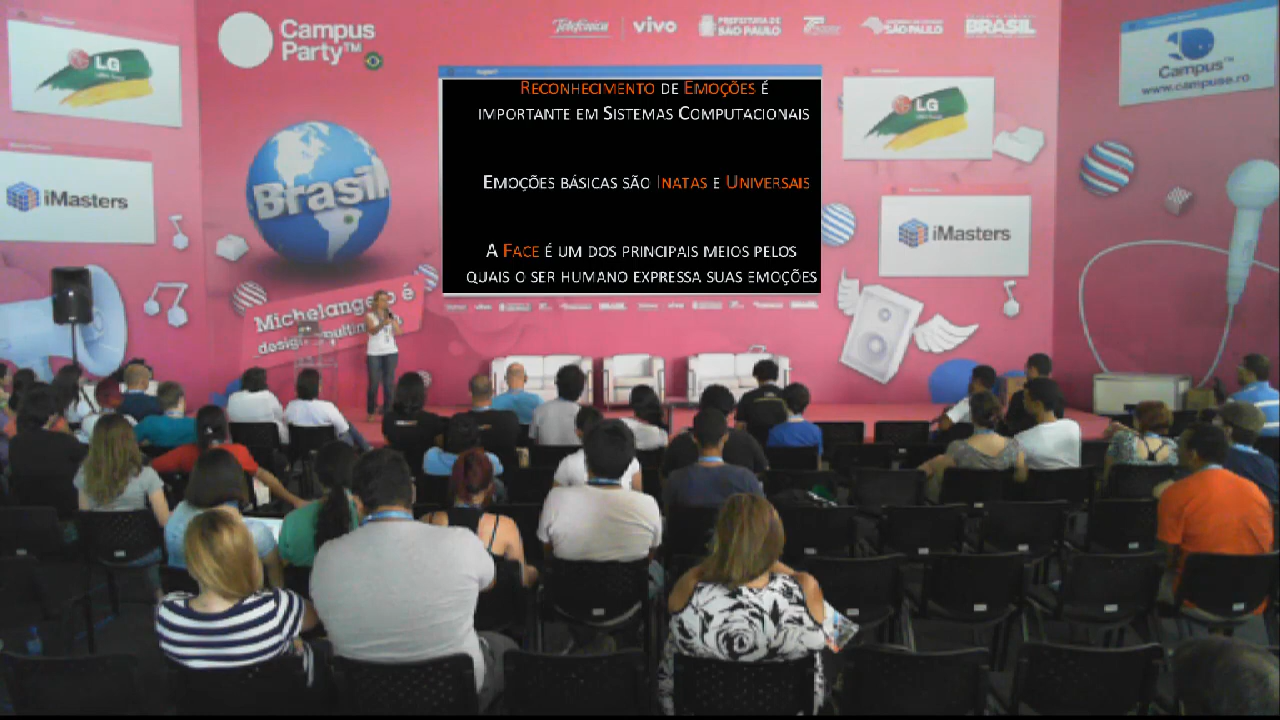 Campus
Party™
Telefónica
vivo
PREFEITURA DE
SÃO PAULO
SÃO PAULO
BRASIL
LG
iMasters
Brasil
Michelangelo é
RECONHECIMENTO DE EMOÇÕES É
IMPORTANTE EM SISTEMAS COMPUTACIONAIS
EMOÇÕES BÁSICAS SÃO INATAS E UNIVERSAIS
A FACE É UM DOS PRINCIPAIS MEIOS PELOS
QUAIS O SER HUMANO EXPRESSA SUAS EMOÇÕES
LG
iMasters
Campus™
www.campuse.ro